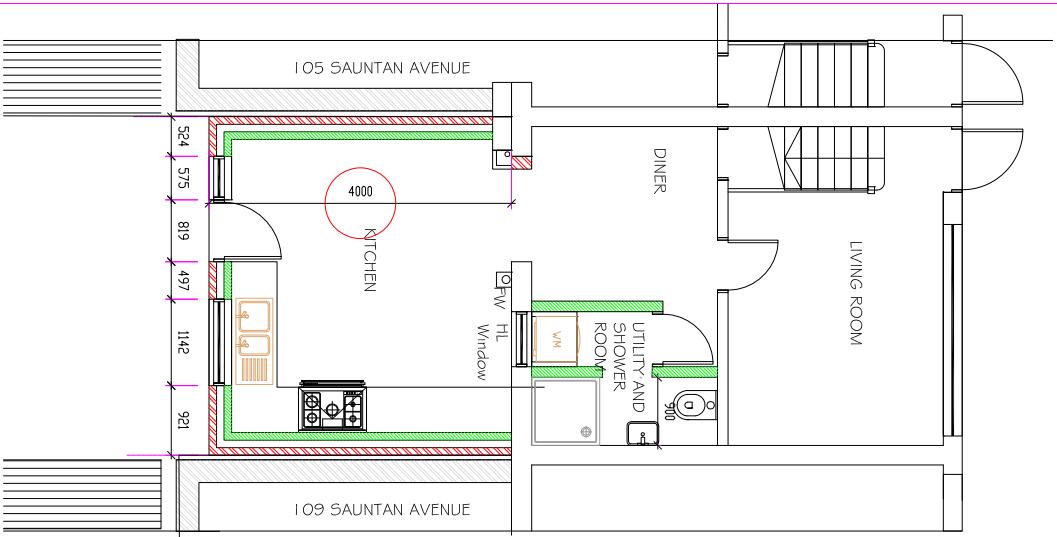 105 SAUNTAN AVENUE
524
575
819
497
1142
921
4000
KITCHEN
DINER
LIVING ROOM
FW HL
Window
WM
UTILITY AND
SHOWER
ROOM
900
109 SAUNTAN AVENUE